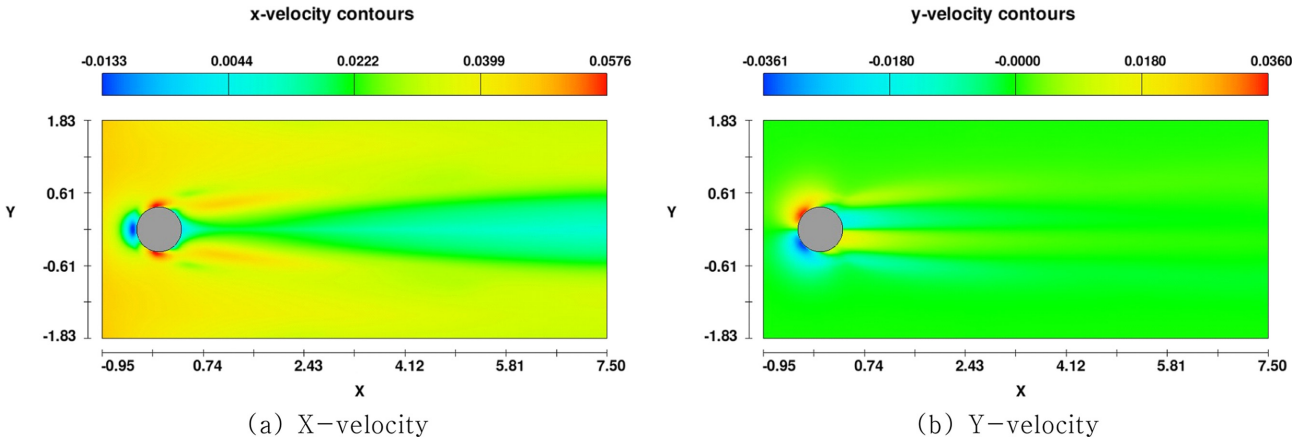 x-velocity contours
-0.0133 0.0044 0.0222 0.0399 0.0576
1.83
0.61
Y
-0.61
-1.83
-0.95 0.74 2.43 4.12 5.81 7.50
X
(a) X-velocity
y-velocity contours
-0.0361 -0.0180 -0.0000 0.0180 0.0360
1.83
0.61
Y
-0.61
-1.83
-0.95 0.74 2.43 4.12 5.81 7.50
X
(b) Y-velocity